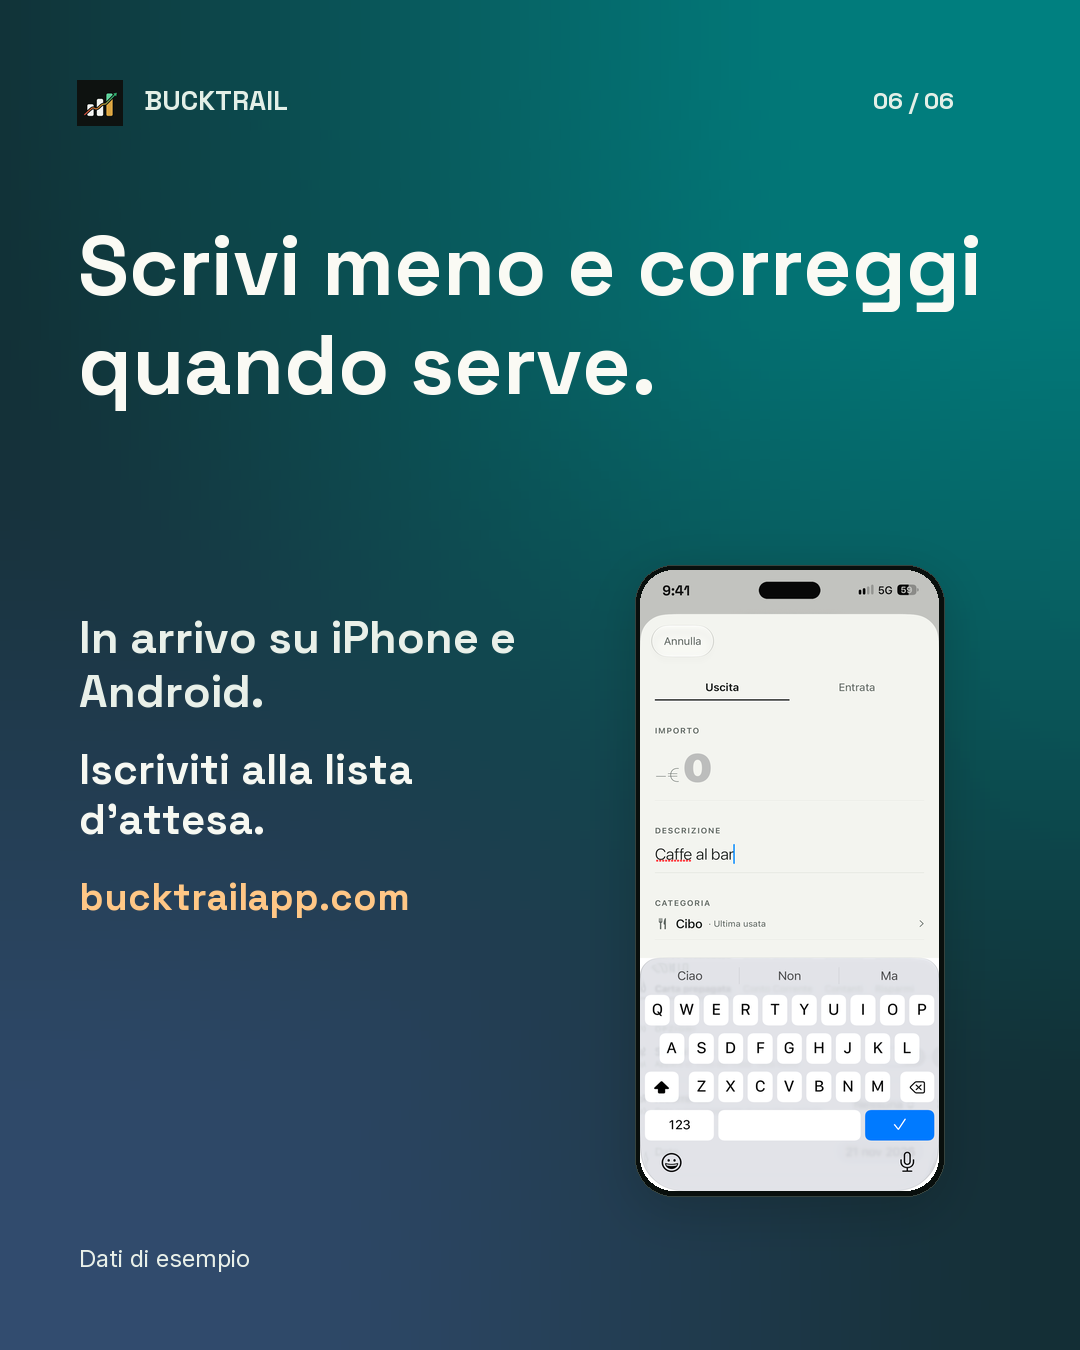 BUCKTRAIL
06 / 06
Scrivi meno e correggi
quando serve.
In arrivo su iPhone e
Android.
Iscriviti alla lista
d’attesa.
bucktrailapp.com
9:41
5G 59
Annulla
Uscita Entrata
IMPORTO
–€ 0
DESCRIZIONE
Caffe al bar
CATEGORIA
Cibo · Ultima usata
Ciao Non Ma
Q W E R T Y U I O P
A S D F G H J K L
Z X C V B N M
123
Dati di esempio